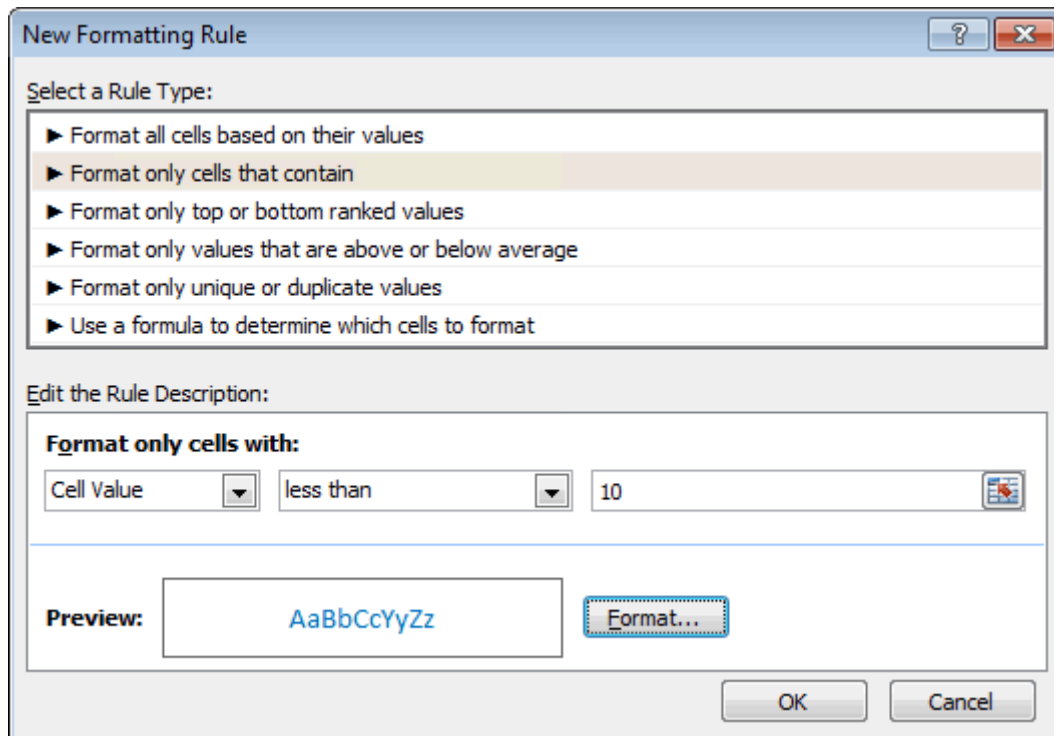 New Formatting Rule
Select a Rule Type:
► Format all cells based on their values
► Format only cells that contain
► Format only top or bottom ranked values
► Format only values that are above or below average
► Format only unique or duplicate values
► Use a formula to determine which cells to format
Edit the Rule Description:
Format only cells with:
Cell Value less than 10
Preview: AaBbCcYyZz Format...
OK Cancel